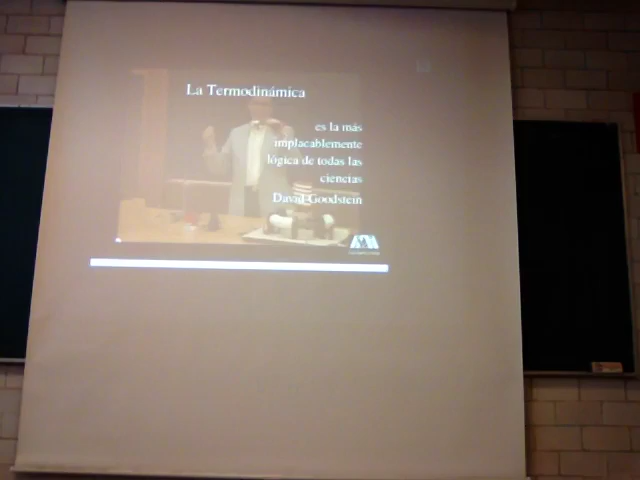 La Termodinámica
es la más
implacablemente
lógica de todas las
ciencias
David Goodstein